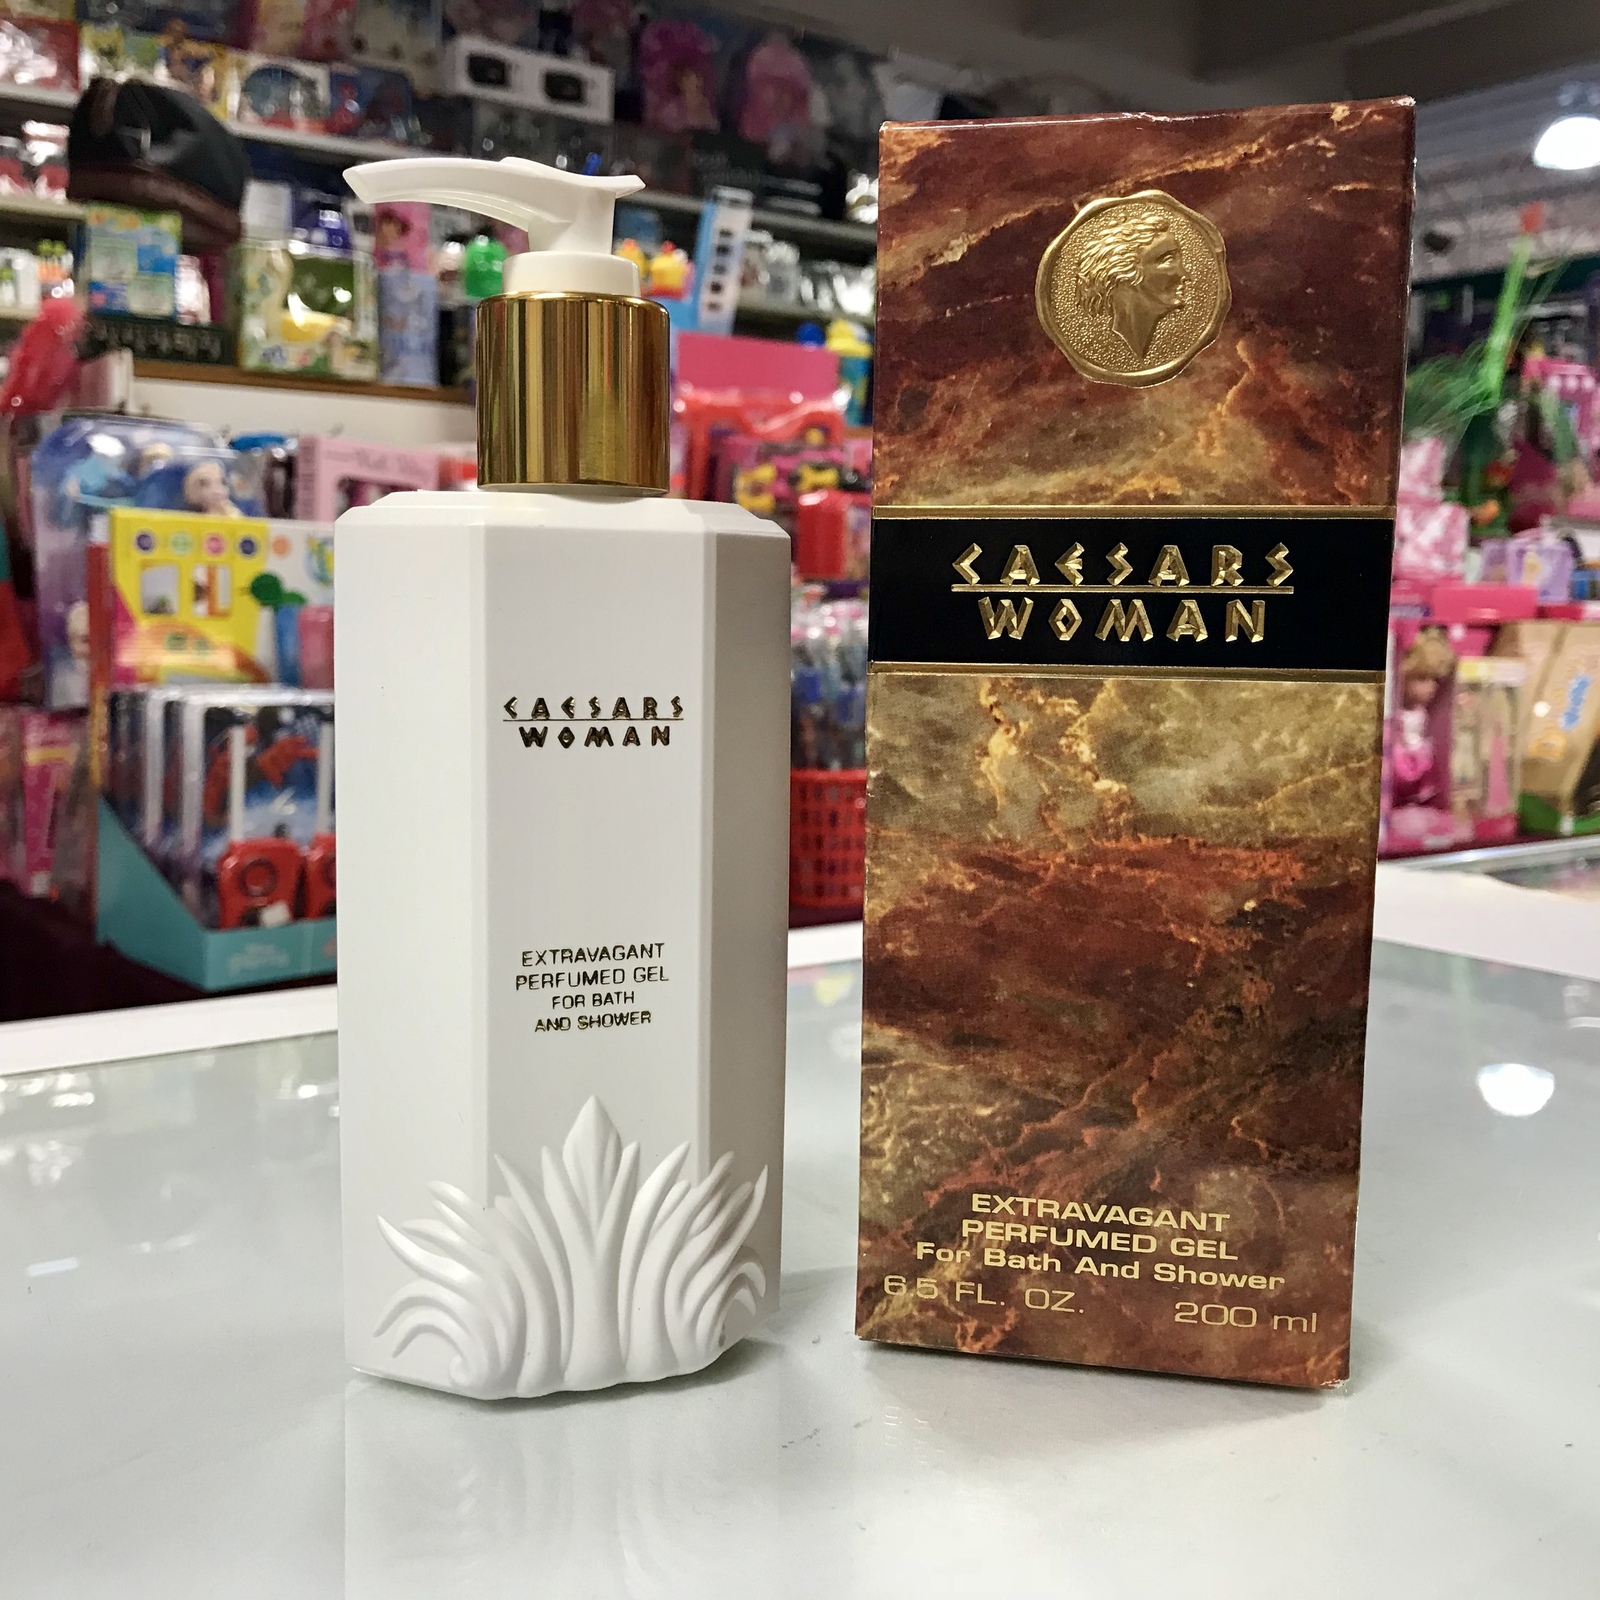 CAESARS
WOMAN
EXTRAVAGANT
PERFUMED GEL
FOR BATH
AND SHOWER
CAESARS
WOMAN
EXTRAVAGANT
PERFUMED GEL
For Bath And Shower
6.5 FL. OZ. 200 ml